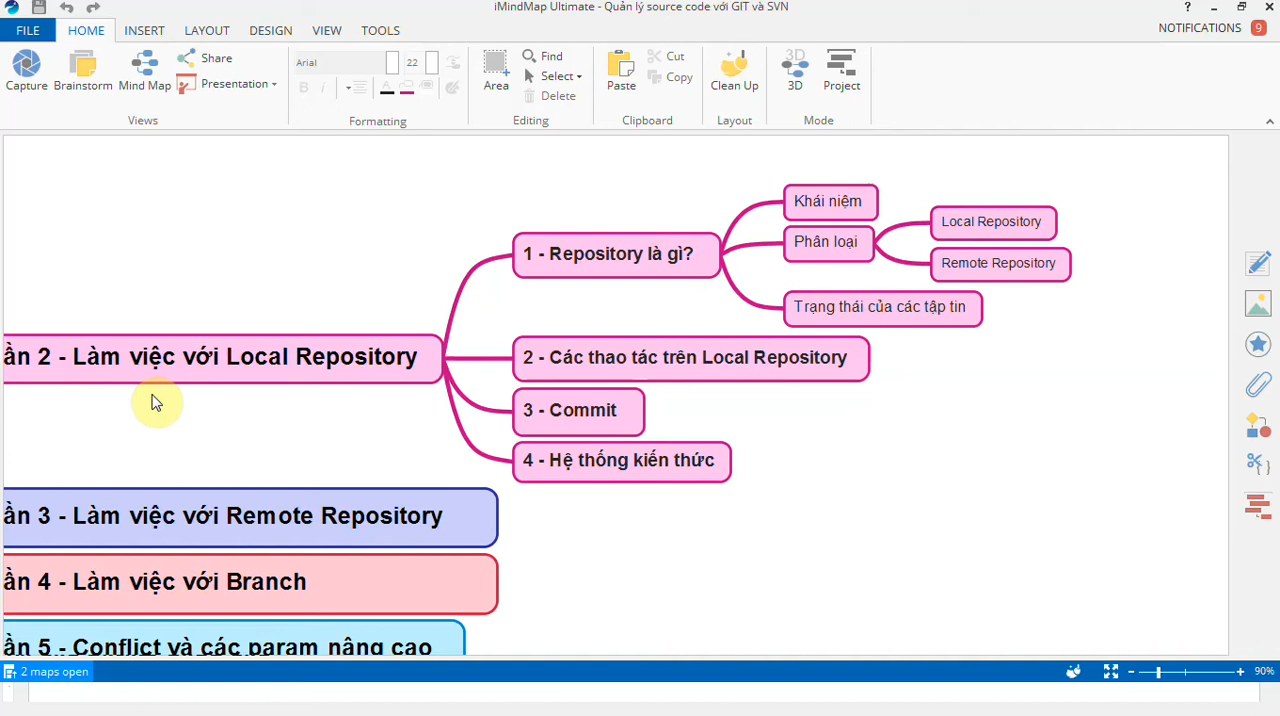 iMindMap Ultimate - Quản lý source code với GIT và SVN
FILE HOME INSERT LAYOUT DESIGN VIEW TOOLS NOTIFICATIONS 9
Capture Brainstorm Mind Map Share
Presentation
Views
Arial 22
B i A
Formatting
Area Find
Select
Delete
Editing
Paste Cut
Copy
Clipboard
Clean Up
Layout
3D
3D Project
Mode
Khái niệm
Local Repository
Phân loại
1 - Repository là gì?
Remote Repository
Trạng thái của các tập tin
ần 2 - Làm việc với Local Repository
2 - Các thao tác trên Local Repository
3 - Commit
4 - Hệ thống kiến thức
ần 3 - Làm việc với Remote Repository
ần 4 - Làm việc với Branch
ần 5 - Conflict và các param nâng cao
2 maps open 90%